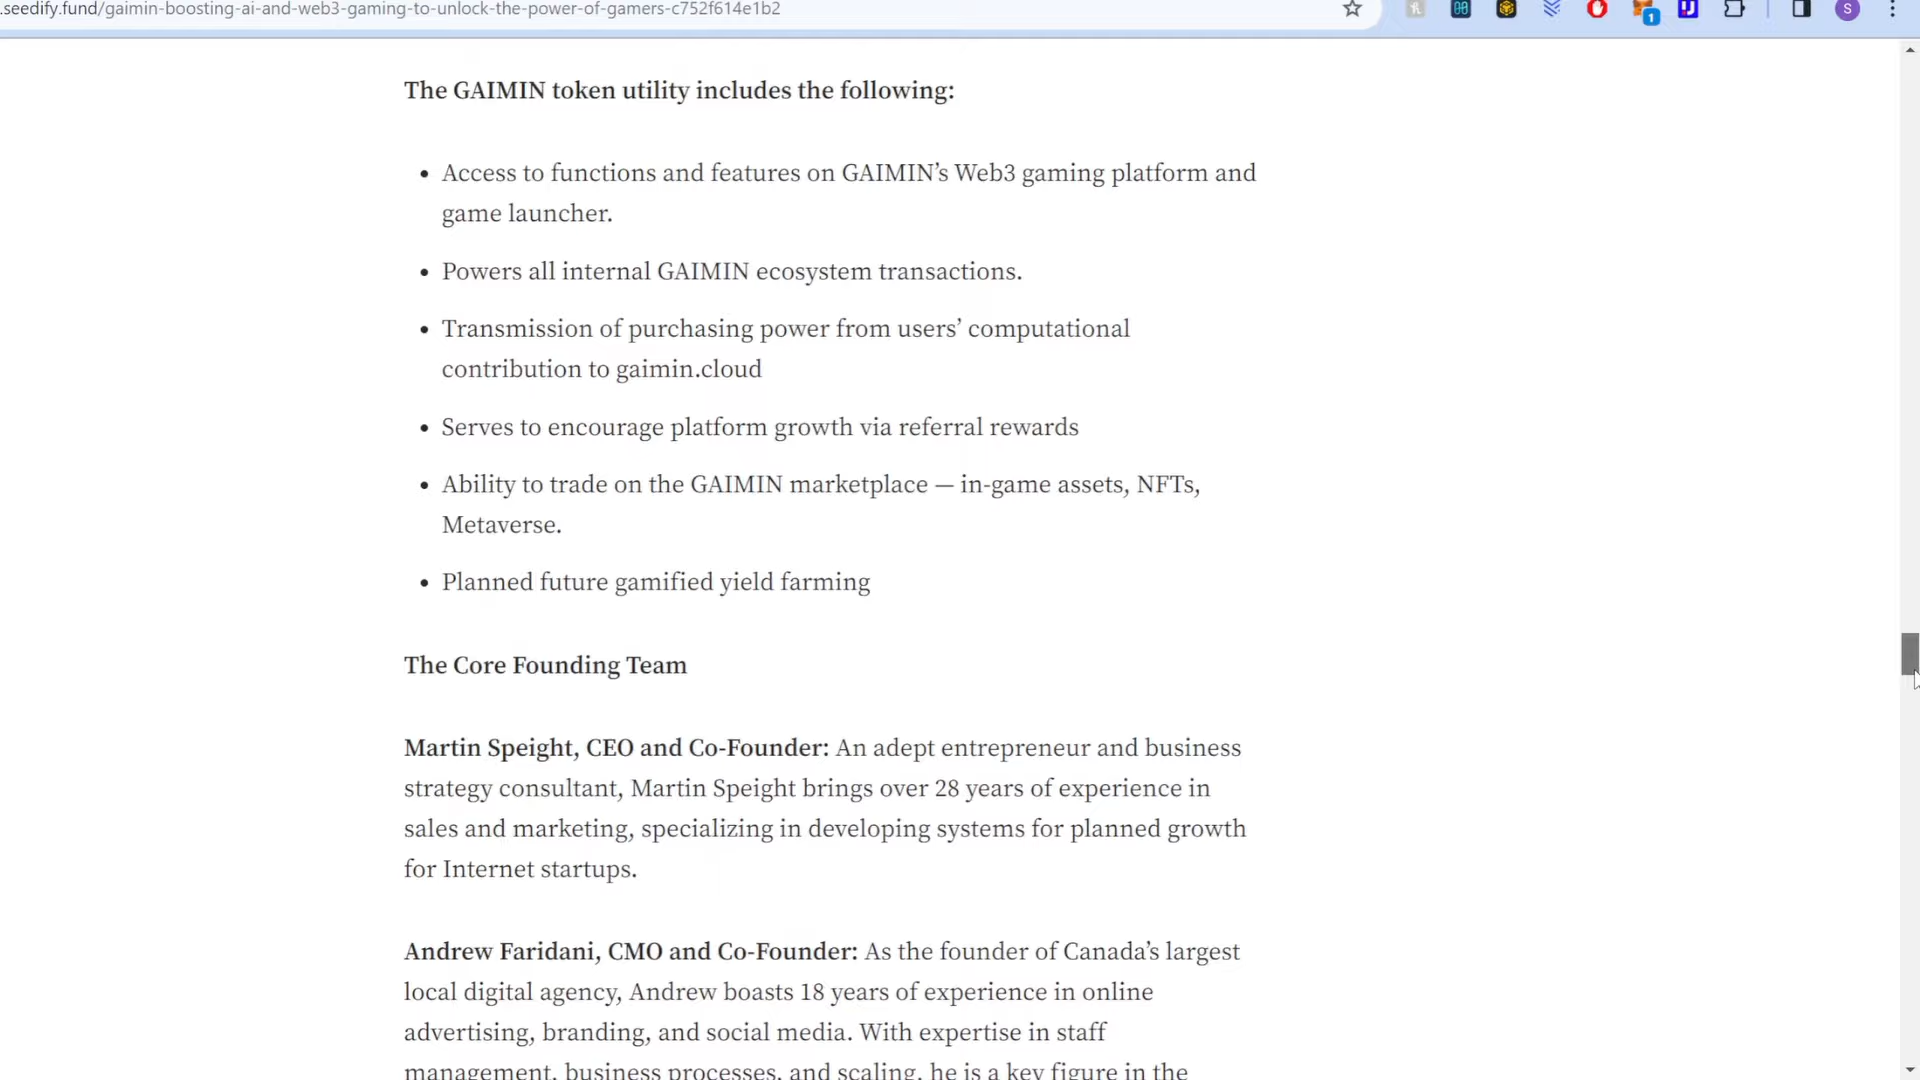 .seedify.fund/gaimin-boosting-ai-and-web3-gaming-to-unlock-the-power-of-gamers-c752f614e1b2
1
S
The GAIMIN token utility includes the following:
• Access to functions and features on GAIMIN’s Web3 gaming platform and
game launcher.
• Powers all internal GAIMIN ecosystem transactions.
• Transmission of purchasing power from users’ computational
contribution to gaimin.cloud
• Serves to encourage platform growth via referral rewards
• Ability to trade on the GAIMIN marketplace — in-game assets, NFTs,
Metaverse.
• Planned future gamified yield farming
The Core Founding Team
Martin Speight, CEO and Co-Founder: An adept entrepreneur and business
strategy consultant, Martin Speight brings over 28 years of experience in
sales and marketing, specializing in developing systems for planned growth
for Internet startups.
Andrew Faridani, CMO and Co-Founder: As the founder of Canada’s largest
local digital agency, Andrew boasts 18 years of experience in online
advertising, branding, and social media. With expertise in staff
management, business processes, and scaling, he is a key figure in the